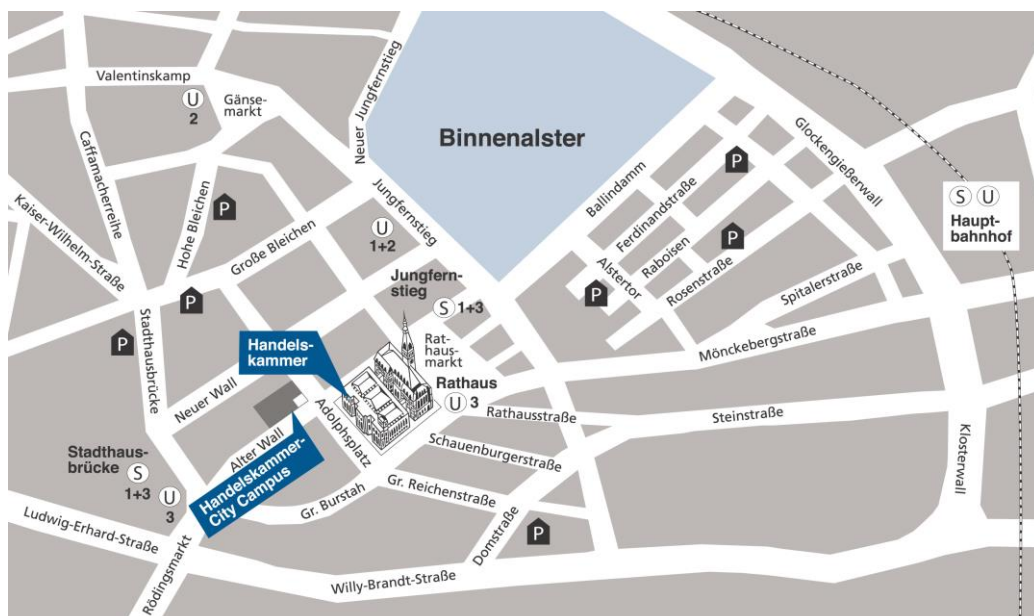 Valentinskamp
U
2
Gänse-
markt
Neuer Jungfernstieg
Binnenalster
Caffamacherreihe
Kaiser-Wilhelm-Straße
Hohe Bleichen
P
Große Bleichen
Jungfernstieg
U
1+2
Jungfern-
stieg
S 1+3
Ballindamm
Ferdinandstraße
P
Raboisen
P
Alstertor
P
Rosenstraße
Glockengießerwall
S U
Haupt-
bahnhof
Spitalerstraße
Mönckebergstraße
P
P
Stadthausbrücke
Handels-
kammer
Rat-
haus-
markt
Rathaus
U 3
Neuer Wall
Alter Wall
Adolphsplatz
Rathausstraße
Steinstraße
Schauenburgerstraße
Klosterwall
Stadthaus-
brücke
S
1+3
U
3
Handelskammer-
City Campus
Gr. Burstah
Gr. Reichenstraße
Domstraße
P
Ludwig-Erhard-Straße
Rödingsmarkt
Willy-Brandt-Straße